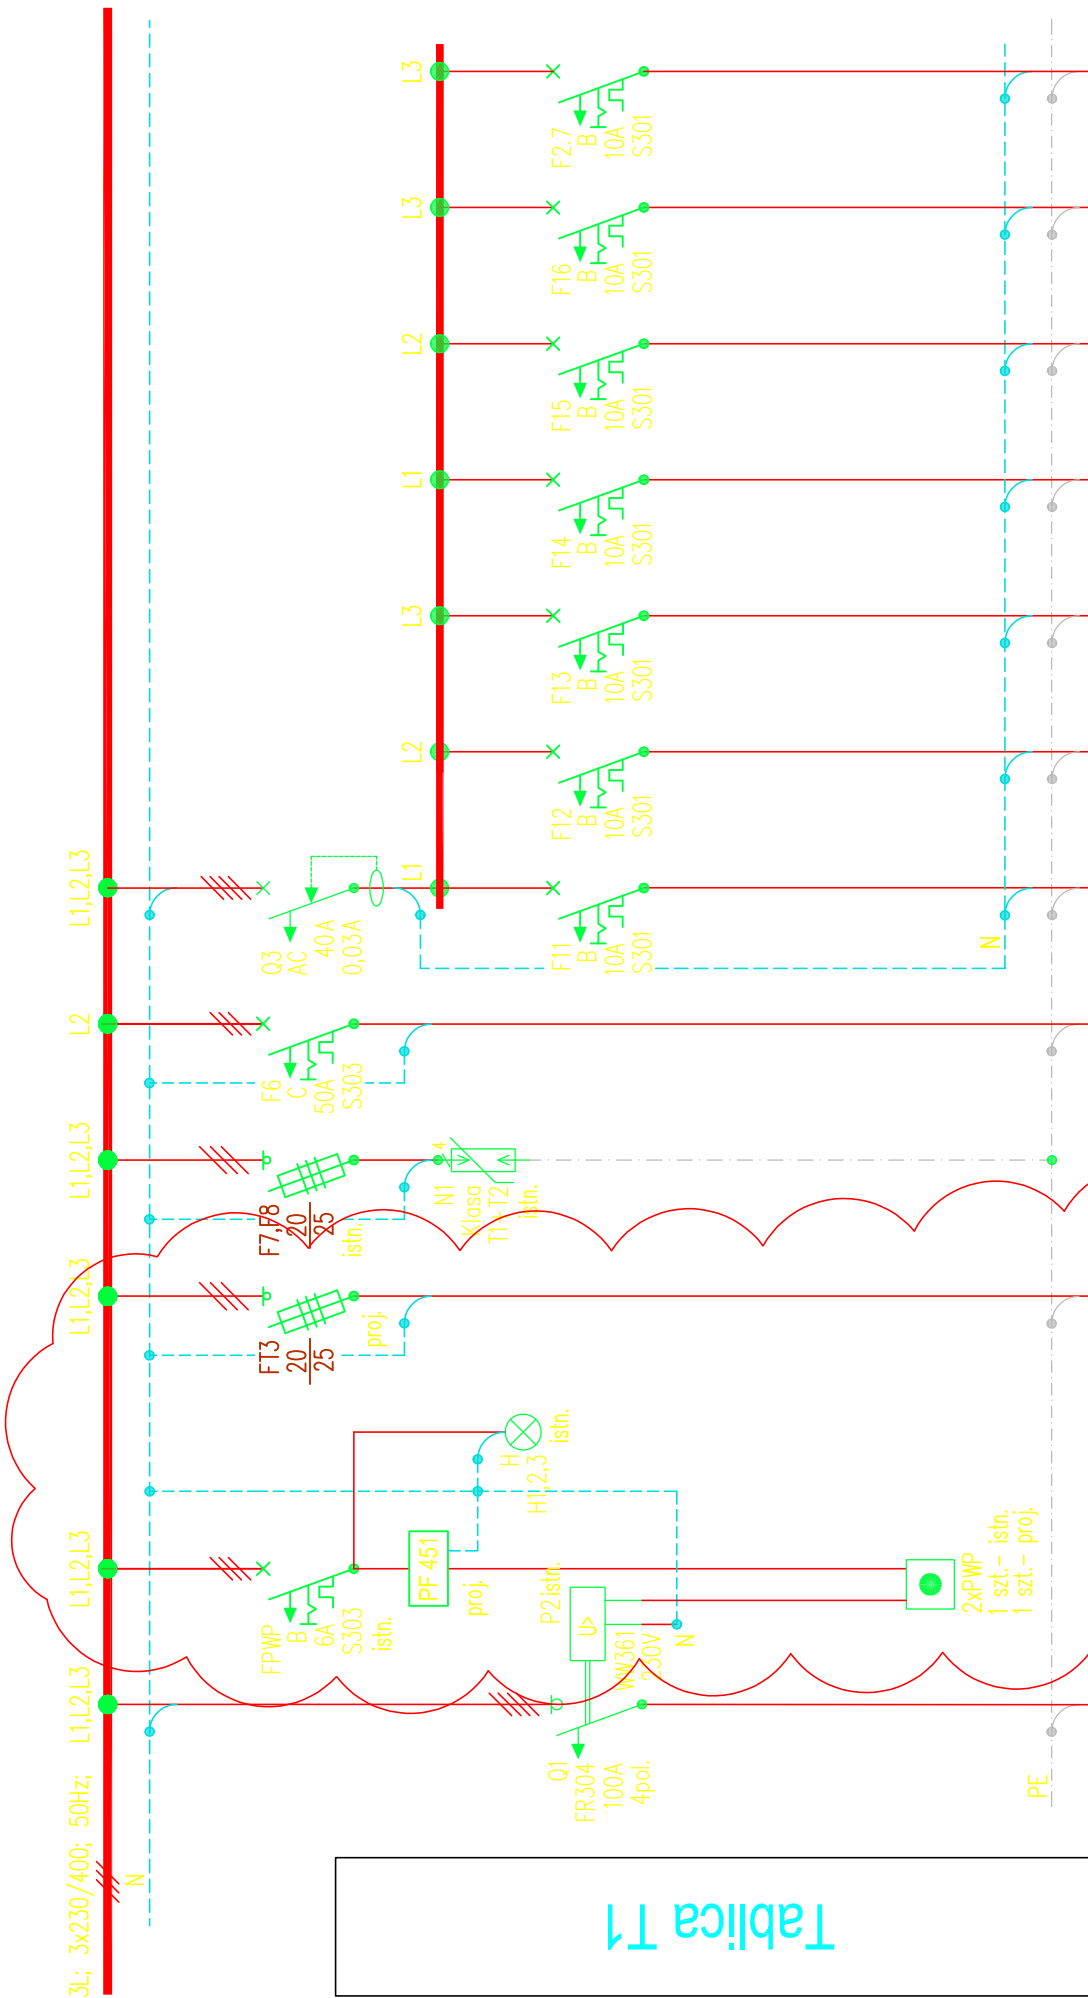 3L; 3x230/400; 50Hz;
N
L1,L2,L3
Q1
FR304
100A
4pol.
PE
L1,L2,L3
FPWP
B
6A
S303
istn.
PF 451
proj.
P2istn.
U>
WW361
230V
N
H
H1,2,3
istn.
2xPWP
1 szt.- istn.
1 szt.- proj.
L1,L2,L3
FT3
20
25
proj.
L1,L2,L3
F7,F8
20
25
istn.
4
N1
Klasa
T1+T2
istn.
L2
F6
C
50A
S303
L1,L2,L3
Q3
AC
40A
0,03A
L1
F11
B
10A
S301
N
L2
F12
B
10A
S301
L3
F13
B
10A
S301
L1
F14
B
10A
S301
L2
F15
B
10A
S301
L3
F16
B
10A
S301
L3
F2.7
B
10A
S301
Tablica T1